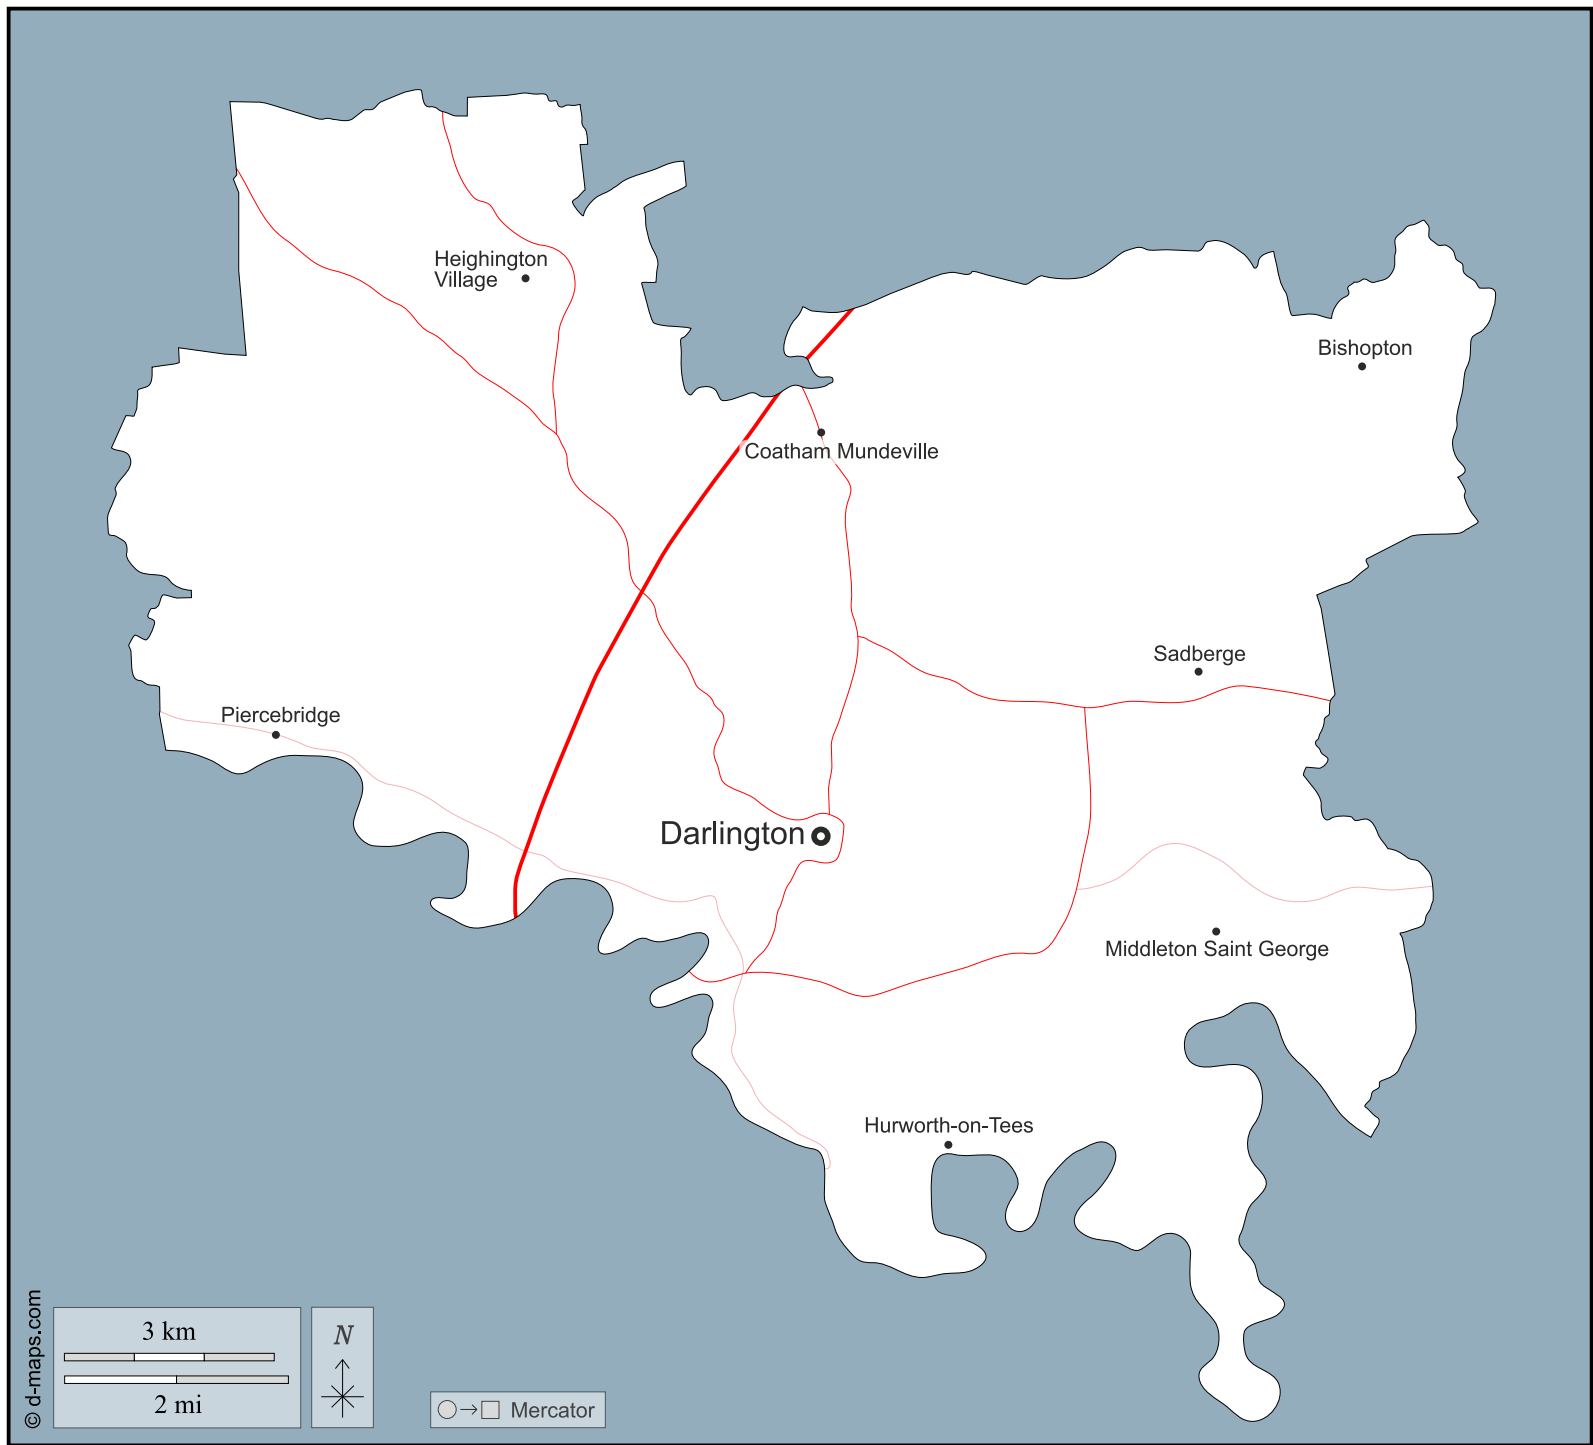 Heighington
Village
Bishopton
Coatham Mundeville
Sadberge
Piercebridge
Darlington
Middleton Saint George
Hurworth-on-Tees
© d-maps.com
3 km
2 mi
N
Mercator